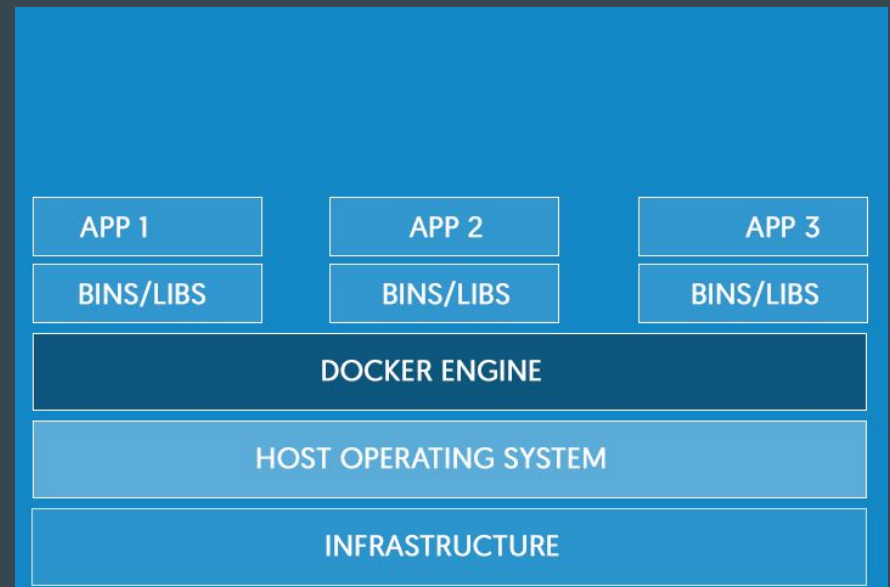 APP 1
APP 2
APP 3
BINS/LIBS
BINS/LIBS
BINS/LIBS
DOCKER ENGINE
HOST OPERATING SYSTEM
INFRASTRUCTURE